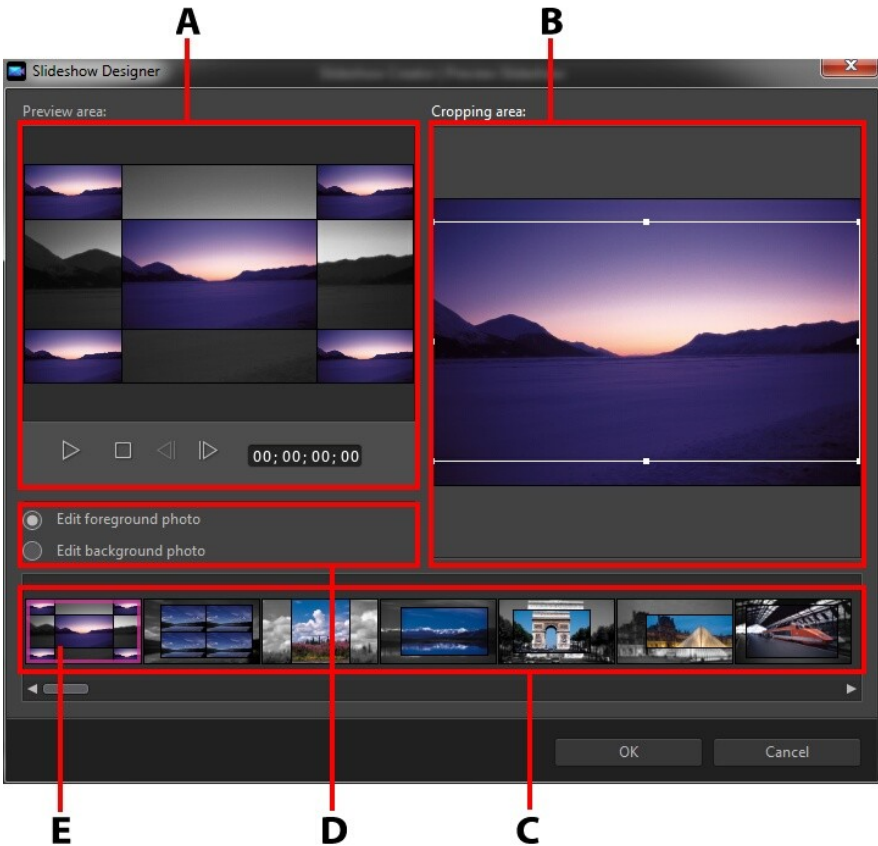 A
B
Slideshow Designer
X
Preview area:
Cropping area:
00; 00; 00; 00
Edit foreground photo
Edit background photo
OK
Cancel
E
D
C